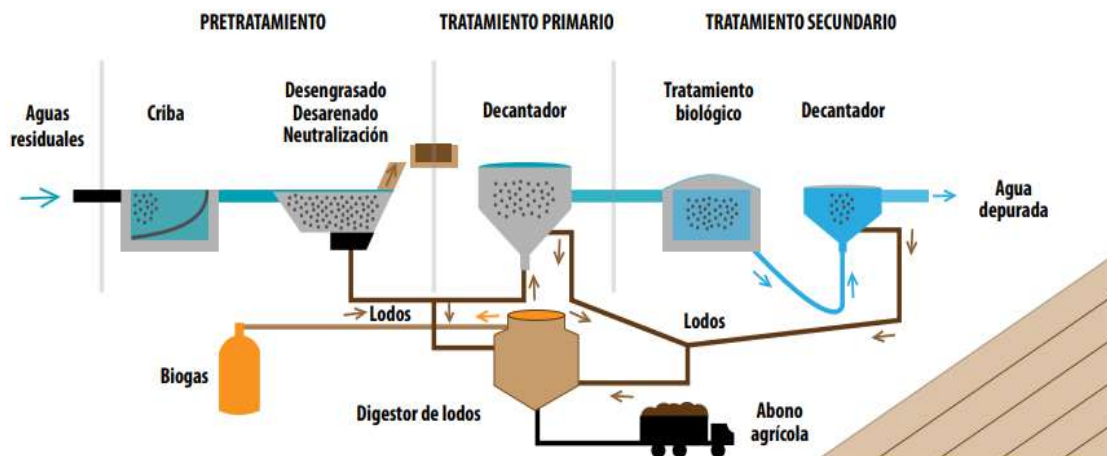 PRETRATAMIENTO
TRATAMIENTO PRIMARIO
TRATAMIENTO SECUNDARIO
Aguas
residuales
Criba
Desengrasado
Desarenado
Neutralización
Decantador
Tratamiento
biológico
Decantador
Agua
depurada
Lodos
Lodos
Biogas
Digestor de lodos
Abono
agrícola